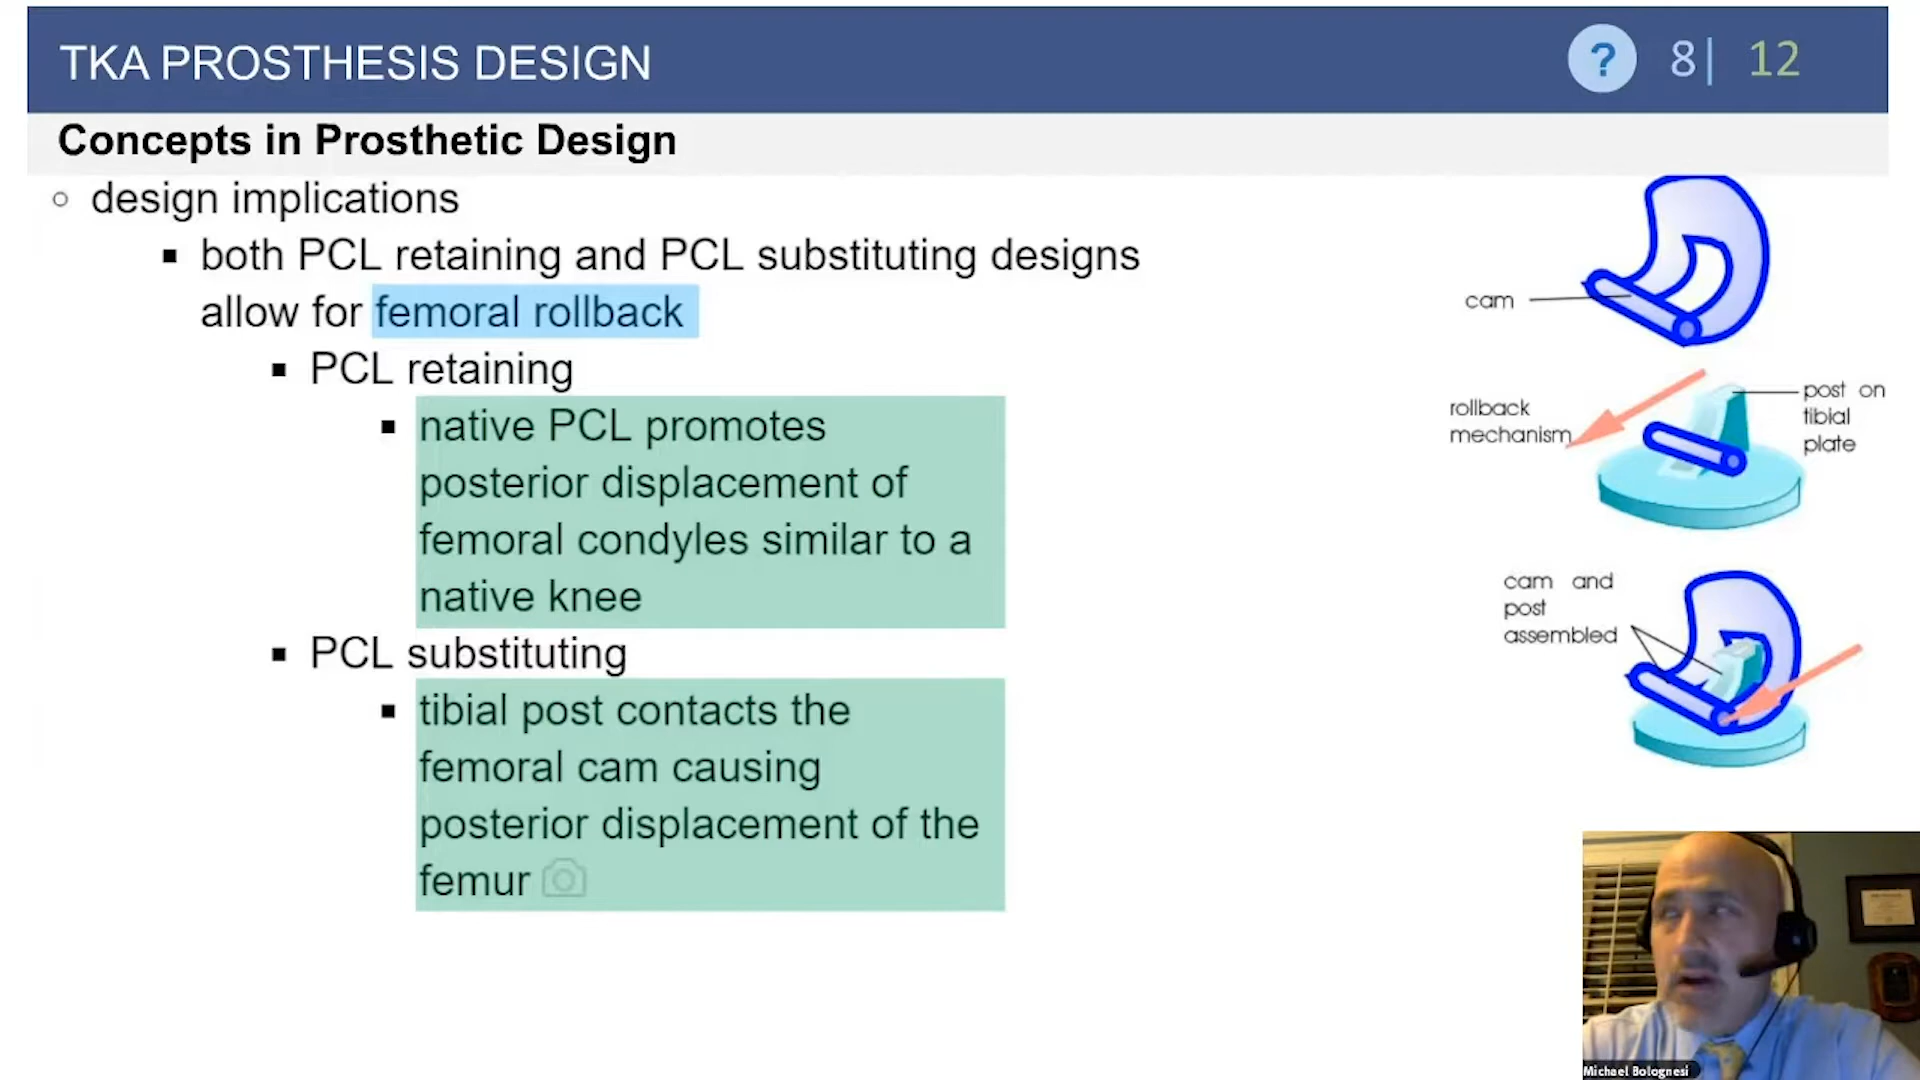 TKA PROSTHESIS DESIGN
? 8| 12
Concepts in Prosthetic Design
design implications
both PCL retaining and PCL substituting designs
allow for femoral rollback
PCL retaining
native PCL promotes
posterior displacement of
femoral condyles similar to a
native knee
PCL substituting
tibial post contacts the
femoral cam causing
posterior displacement of the
femur
cam
rollback
mechanism
post on
tibial
plate
cam and
post
assembled
Michael Bolognesi